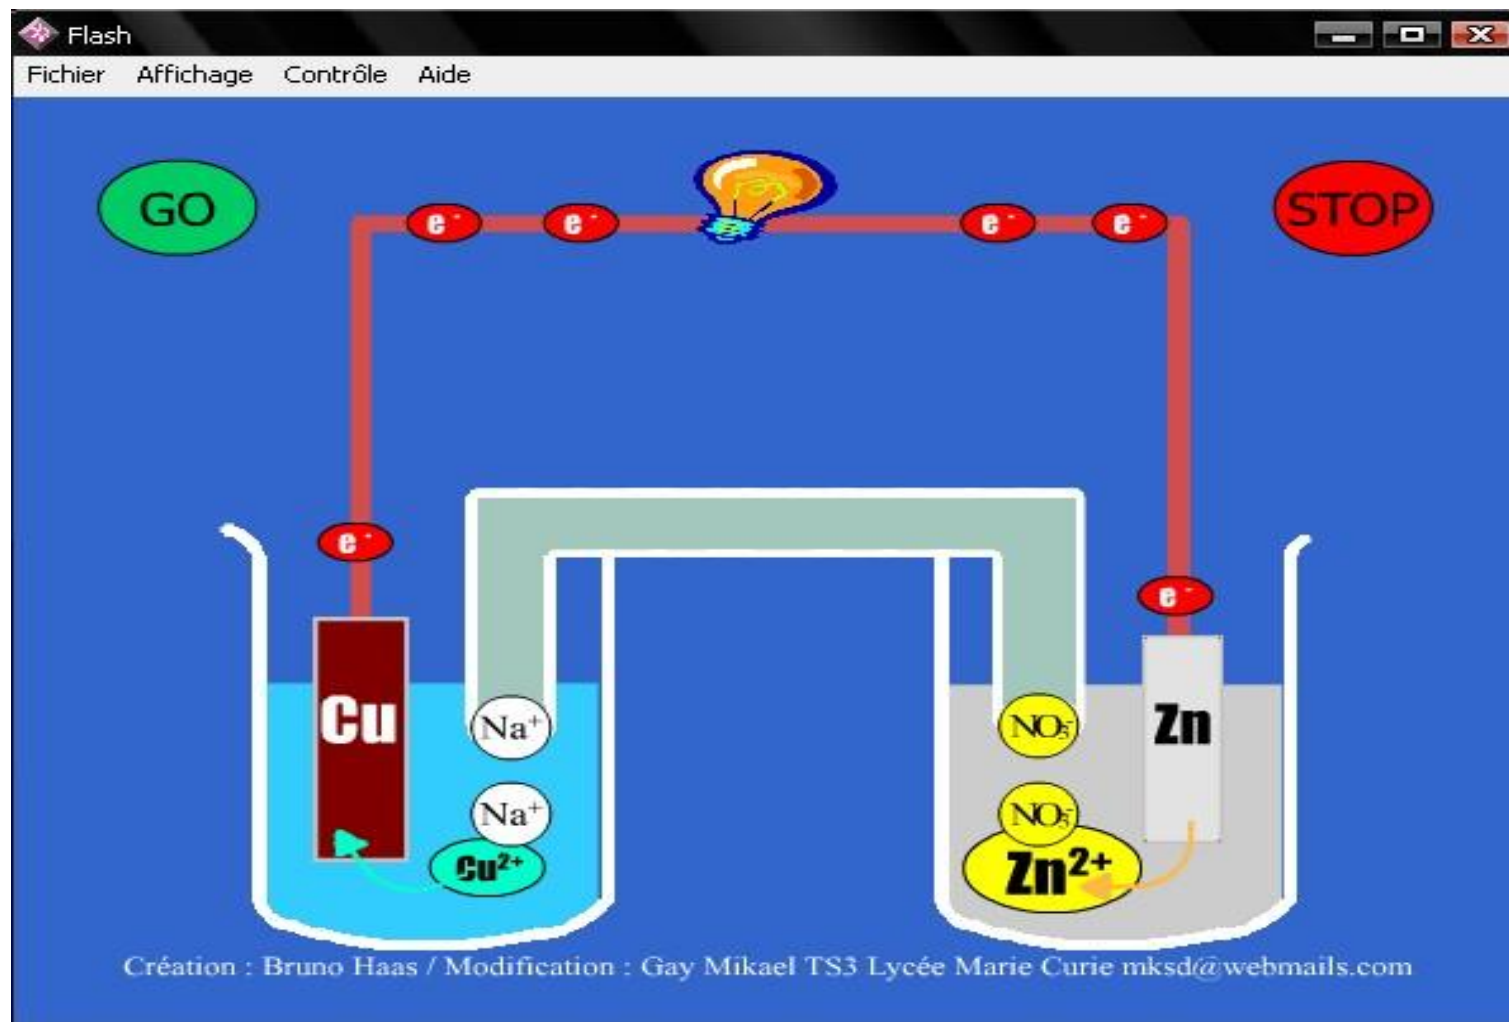 Flash
Fichier Affichage Contrôle Aide
GO
STOP
e⁻ e⁻ e⁻ e⁻
e⁻
e⁻
Cu
Na⁺
NO₃⁻
Zn
Na⁺
NO₃⁻
Cu²⁺
Zn²⁺
Création : Bruno Haas / Modification : Gay Mikael TS3 Lycée Marie Curie mksd@webmails.com